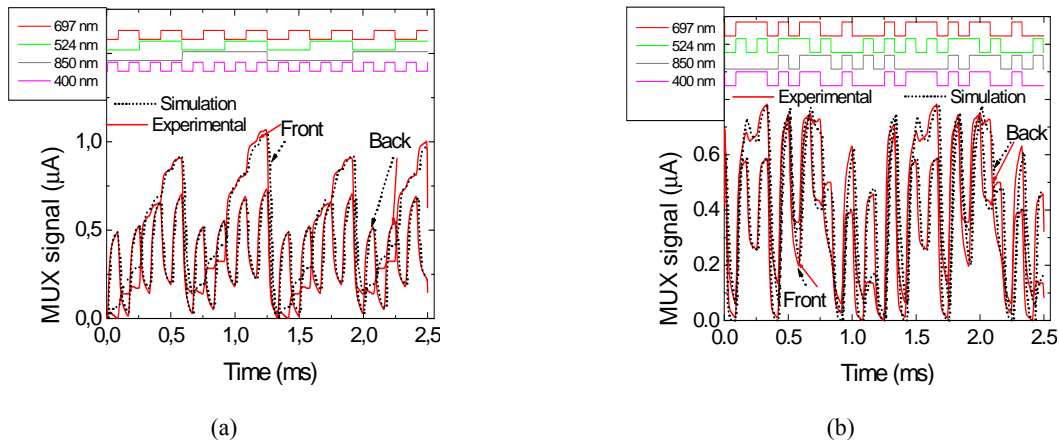 697 nm
524 nm
850 nm
400 nm
Simulation
Experimental
Front
Back
MUX signal (µA)
1,0
0,5
0,0
0,0 0,5 1,0 1,5 2,0 2,5
Time (ms)
(a)
697 nm
524 nm
850 nm
400 nm
Experimental Simulation
Back
Front
MUX signal (µA)
0.6
0.4
0.2
0.0
0.0 0.5 1.0 1.5 2.0 2.5
Time (ms)
(b)